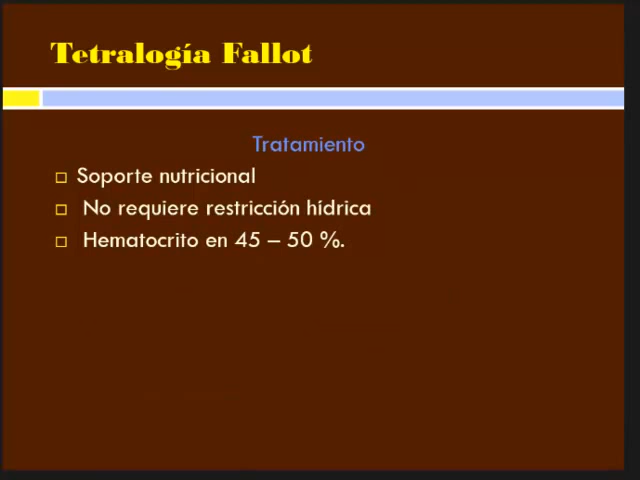 Tetralogía Fallot
Tratamiento
Soporte nutricional
No requiere restricción hídrica
Hematocrito en 45 – 50 %.